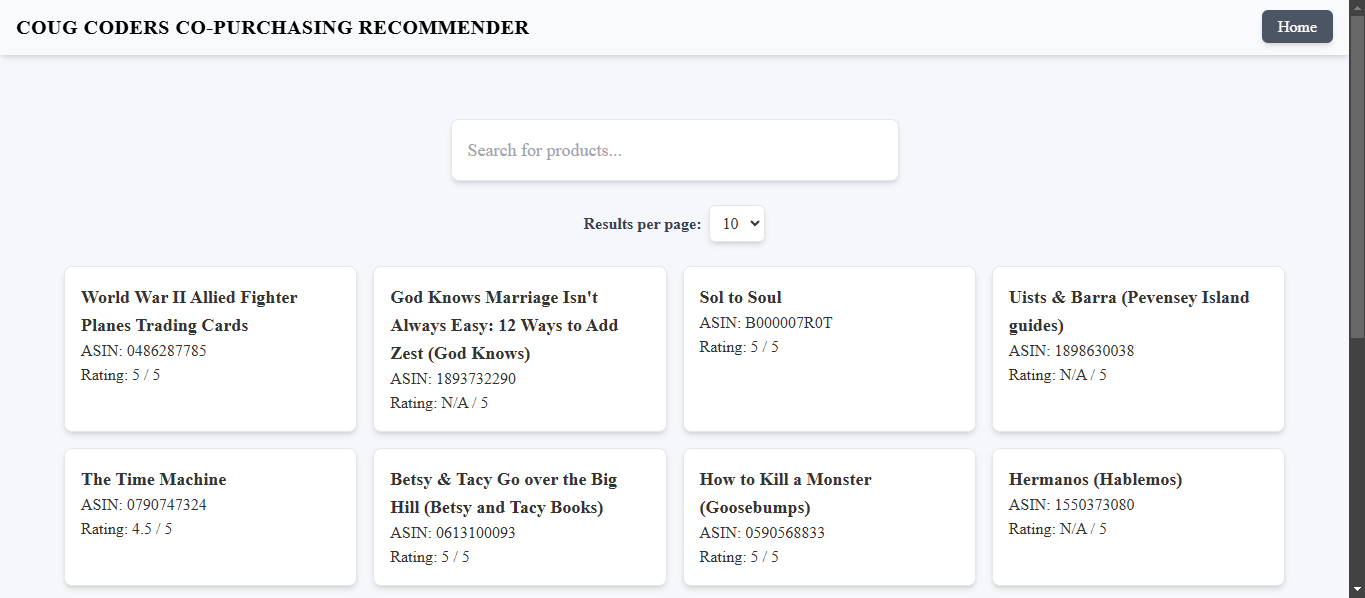 COUG CODERS CO-PURCHASING RECOMMENDER
Home
Search for products...
Results per page:
10
World War II Allied Fighter
Planes Trading Cards
ASIN: 0486287785
Rating: 5 / 5
God Knows Marriage Isn't
Always Easy: 12 Ways to Add
Zest (God Knows)
ASIN: 1893732290
Rating: N/A / 5
Sol to Soul
ASIN: B000007R0T
Rating: 5 / 5
Uists & Barra (Pevensey Island
guides)
ASIN: 1898630038
Rating: N/A / 5
The Time Machine
ASIN: 0790747324
Rating: 4.5 / 5
Betsy & Tacy Go over the Big
Hill (Betsy and Tacy Books)
ASIN: 0613100093
Rating: 5 / 5
How to Kill a Monster
(Goosebumps)
ASIN: 0590568833
Rating: 5 / 5
Hermanos (Hablemos)
ASIN: 1550373080
Rating: N/A / 5